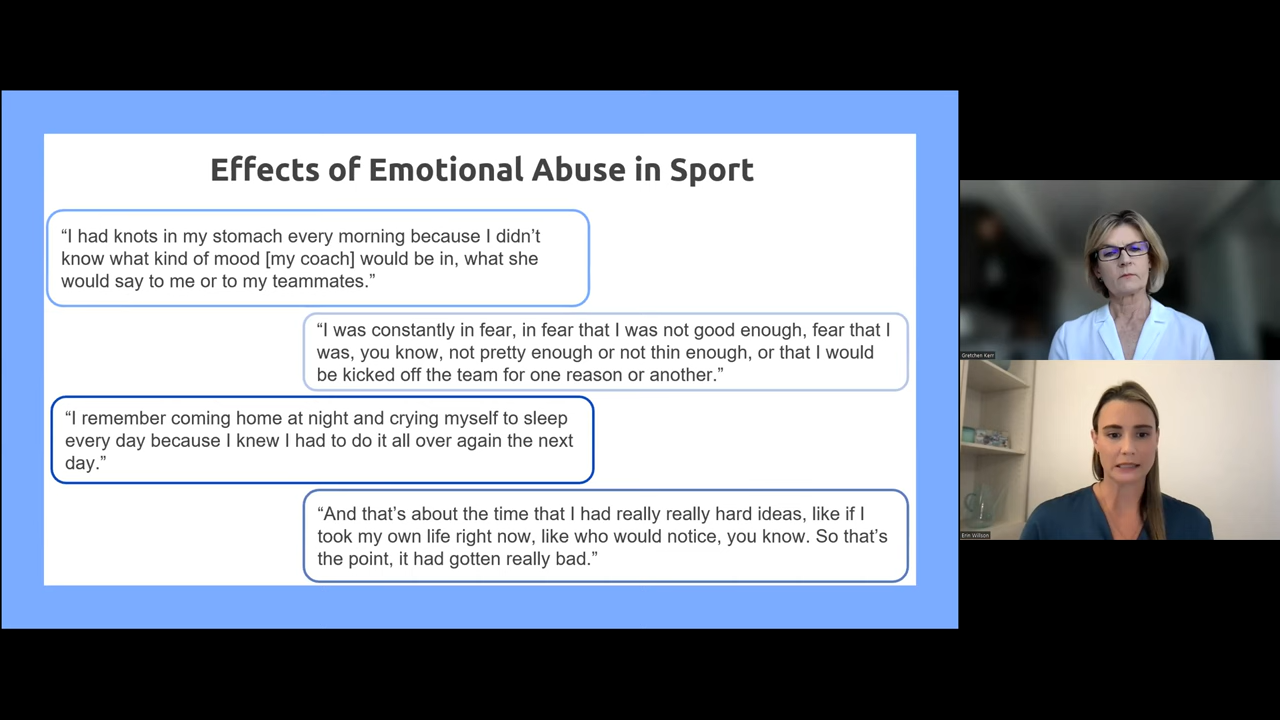 Effects of Emotional Abuse in Sport
“I had knots in my stomach every morning because I didn’t
know what kind of mood [my coach] would be in, what she
would say to me or to my teammates.”
“I was constantly in fear, in fear that I was not good enough, fear that I
was, you know, not pretty enough or not thin enough, or that I would
be kicked off the team for one reason or another.”
“I remember coming home at night and crying myself to sleep
every day because I knew I had to do it all over again the next
day.”
“And that’s about the time that I had really really hard ideas, like if I
took my own life right now, like who would notice, you know. So that’s
the point, it had gotten really bad.”
Gretchen Kerr
Erin Willson